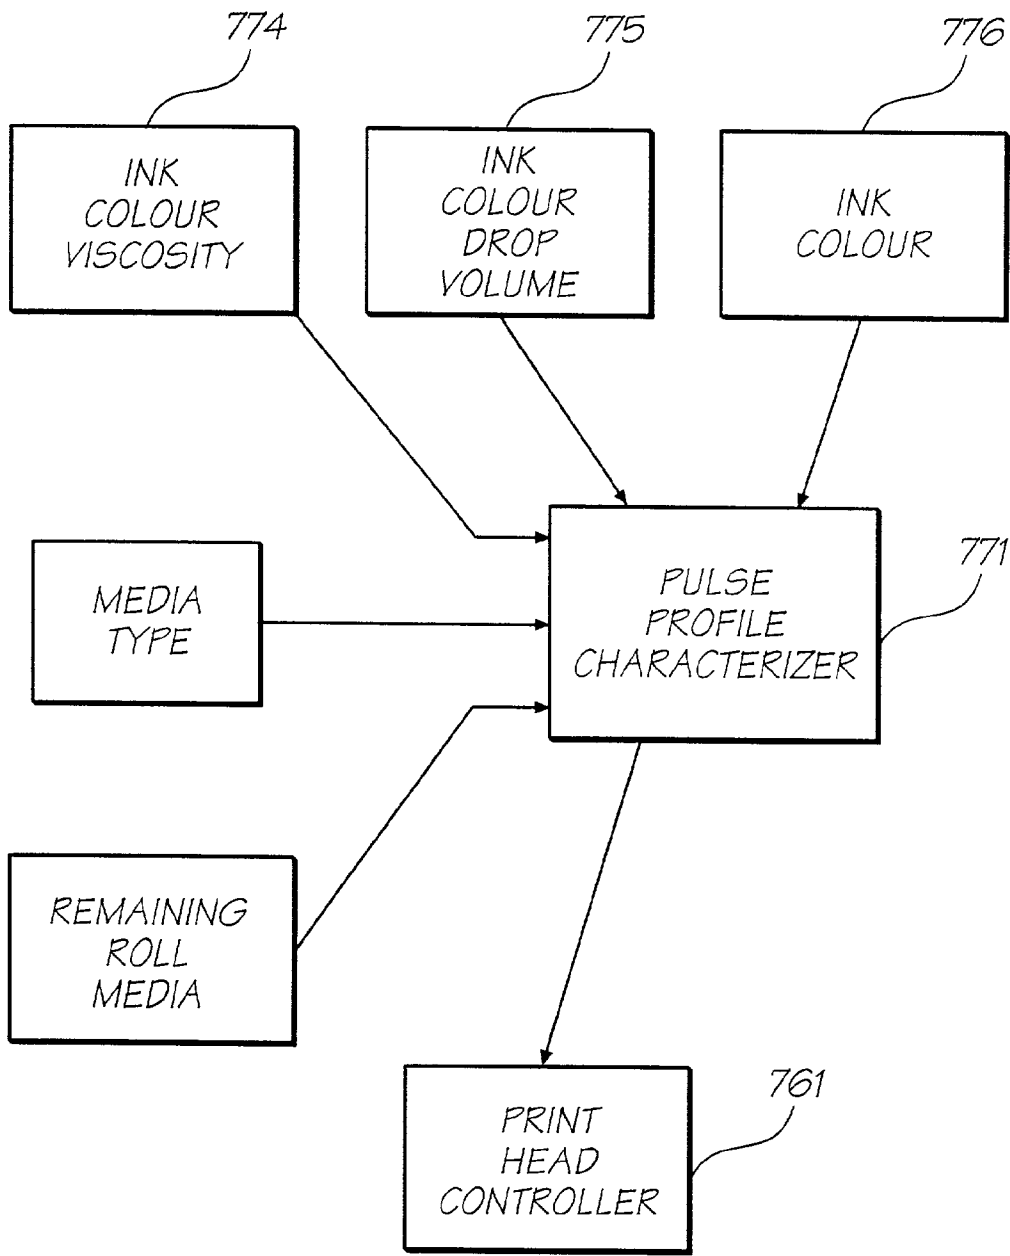 774
775
776
INK
COLOUR
VISCOSITY
INK
COLOUR
DROP
VOLUME
INK
COLOUR
771
MEDIA
TYPE
PULSE
PROFILE
CHARACTERIZER
REMAINING
ROLL
MEDIA
761
PRINT
HEAD
CONTROLLER